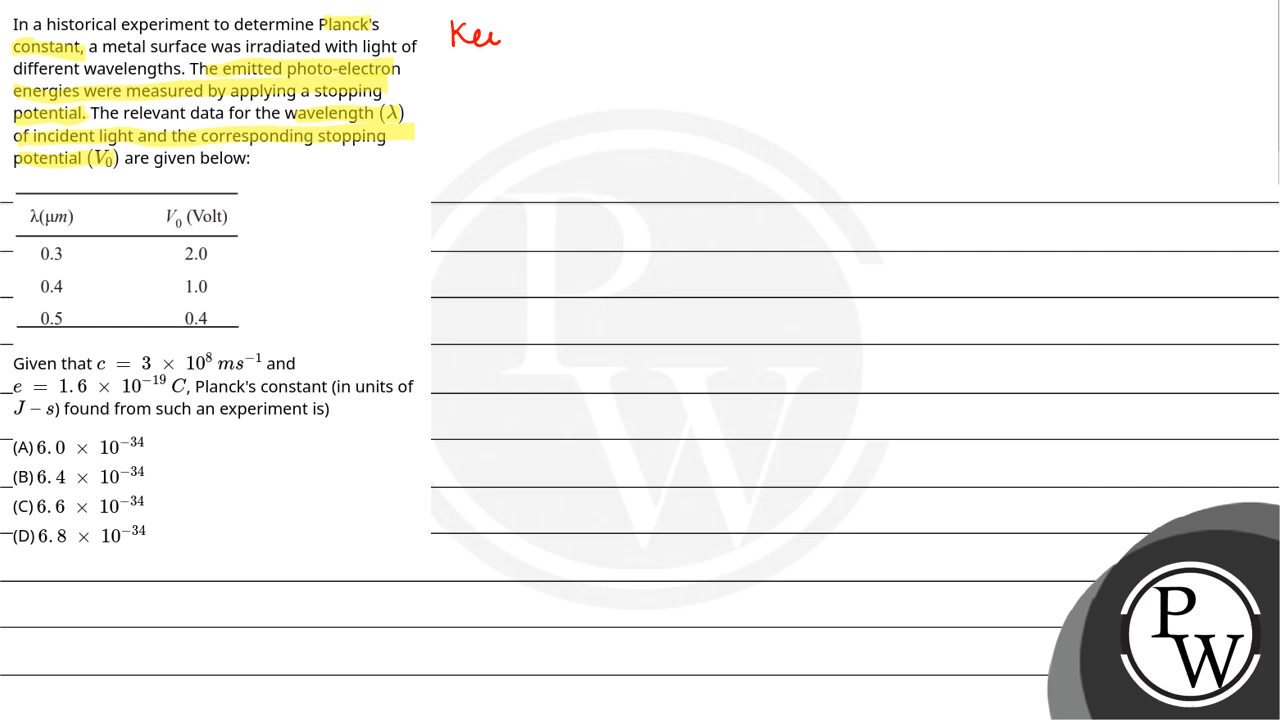 In a historical experiment to determine Planck's
constant, a metal surface was irradiated with light of
different wavelengths. The emitted photo-electron
energies were measured by applying a stopping
potential. The relevant data for the wavelength (λ)
of incident light and the corresponding stopping
potential (V₀) are given below:
λ(μm) V₀ (Volt)
0.3 2.0
0.4 1.0
0.5 0.4
Given that c = 3 × 10⁸ ms⁻¹ and
e = 1.6 × 10⁻¹⁹ C, Planck's constant (in units of
J − s) found from such an experiment is)
(A) 6.0 × 10⁻³⁴
(B) 6.4 × 10⁻³⁴
(C) 6.6 × 10⁻³⁴
(D) 6.8 × 10⁻³⁴
PW
PW